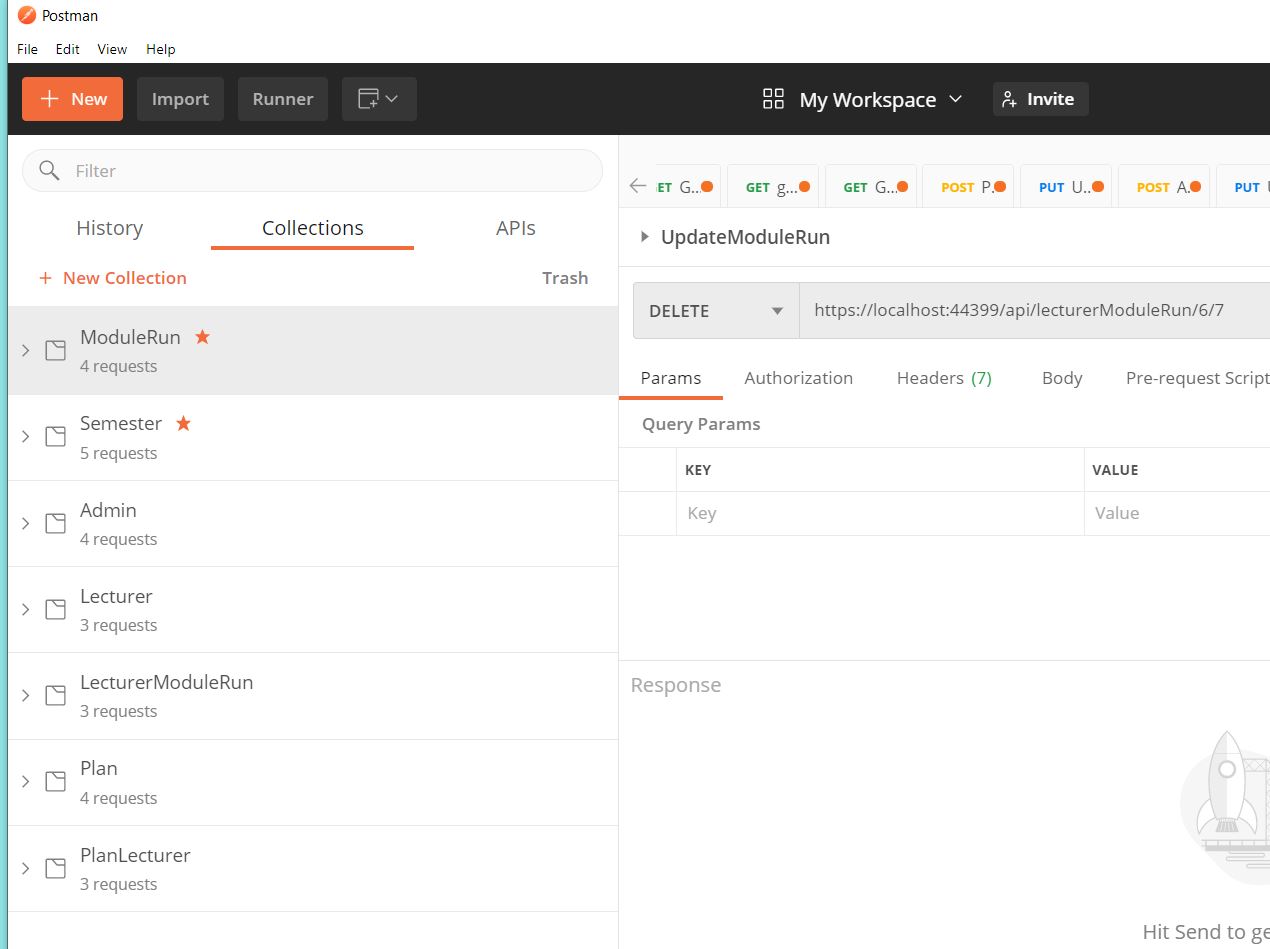 Postman
File Edit View Help
New Import Runner My Workspace Invite
Filter
History Collections APIs
New Collection Trash
ModuleRun
4 requests
Semester
5 requests
Admin
4 requests
Lecturer
3 requests
LecturerModuleRun
3 requests
Plan
4 requests
PlanLecturer
3 requests
ET G... GET g... GET G... POST P... PUT U... POST A... PUT
UpdateModuleRun
DELETE https://localhost:44399/api/lecturerModuleRun/6/7
Params Authorization Headers (7) Body Pre-request Script
Query Params
KEY VALUE
Key Value
Response
Hit Send to ge